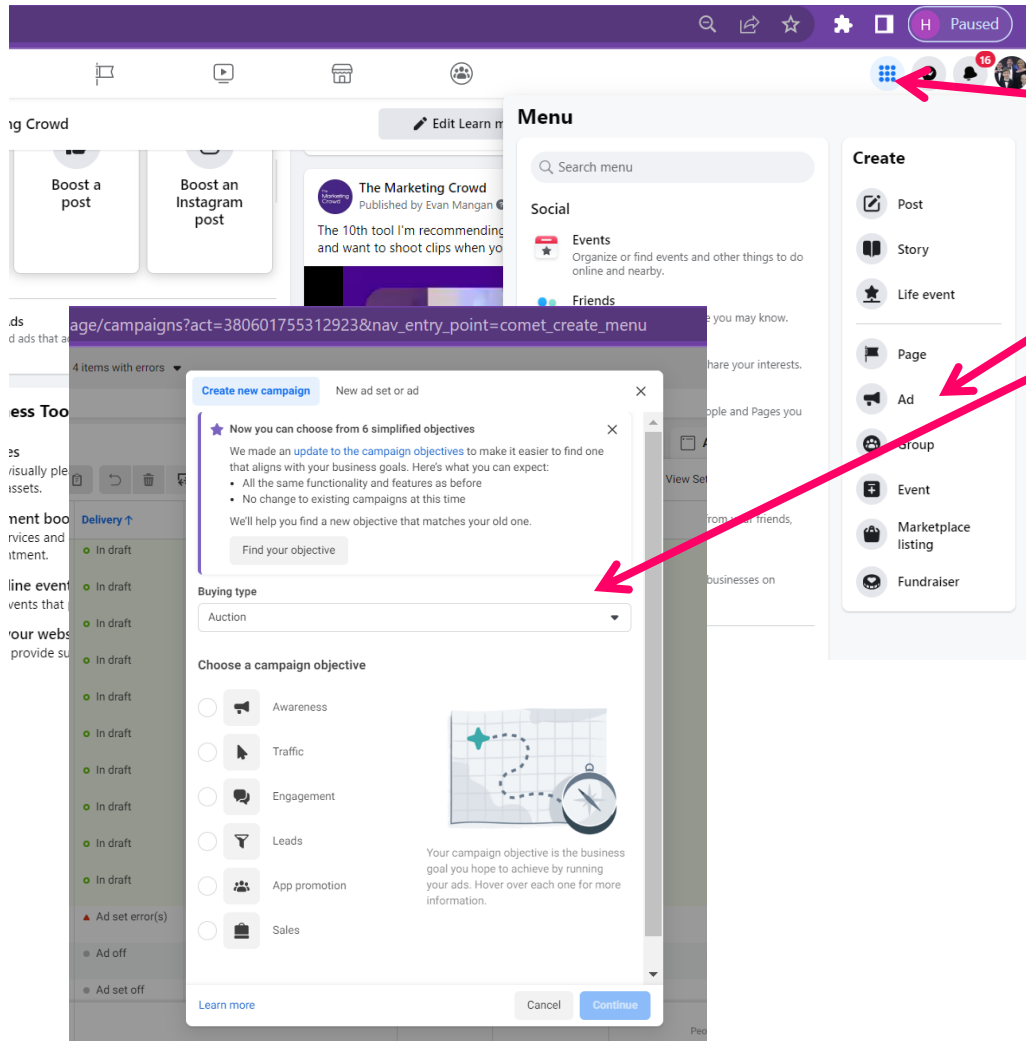 H Paused
16
ng Crowd
Edit Learn m
Menu
Search menu
Create
Boost a
post
Boost an
Instagram
post
The Marketing Crowd
Published by Evan Mangan
The 10th tool I'm recommending
and want to shoot clips when yo
Social
Events
Organize or find events and other things to do
online and nearby.
Friends
e you may know.
hare your interests.
ople and Pages you
from your friends,
businesses on
Post
Story
Life event
Page
Ad
Group
Event
Marketplace
listing
Fundraiser
ds
d ads that a
ess Too
es
visually ple
assets.
ment boo
rvices and
ntment.
line event
vents that
your webs
provide su
age/campaigns?act=380601755312923&nav_entry_point=comet_create_menu
4 items with errors
Create new campaign New ad set or ad
Now you can choose from 6 simplified objectives
We made an update to the campaign objectives to make it easier to find one
that aligns with your business goals. Here's what you can expect:
• All the same functionality and features as before
• No change to existing campaigns at this time
We'll help you find a new objective that matches your old one.
Find your objective
View Set
Delivery ↑
In draft
In draft
In draft
In draft
In draft
In draft
In draft
In draft
In draft
In draft
Ad set error(s)
Ad off
Ad set off
Buying type
Auction
Choose a campaign objective
Awareness
Traffic
Engagement
Leads
App promotion
Sales
Your campaign objective is the business
goal you hope to achieve by running
your ads. Hover over each one for more
information.
Learn more
Cancel
Continue
Peo